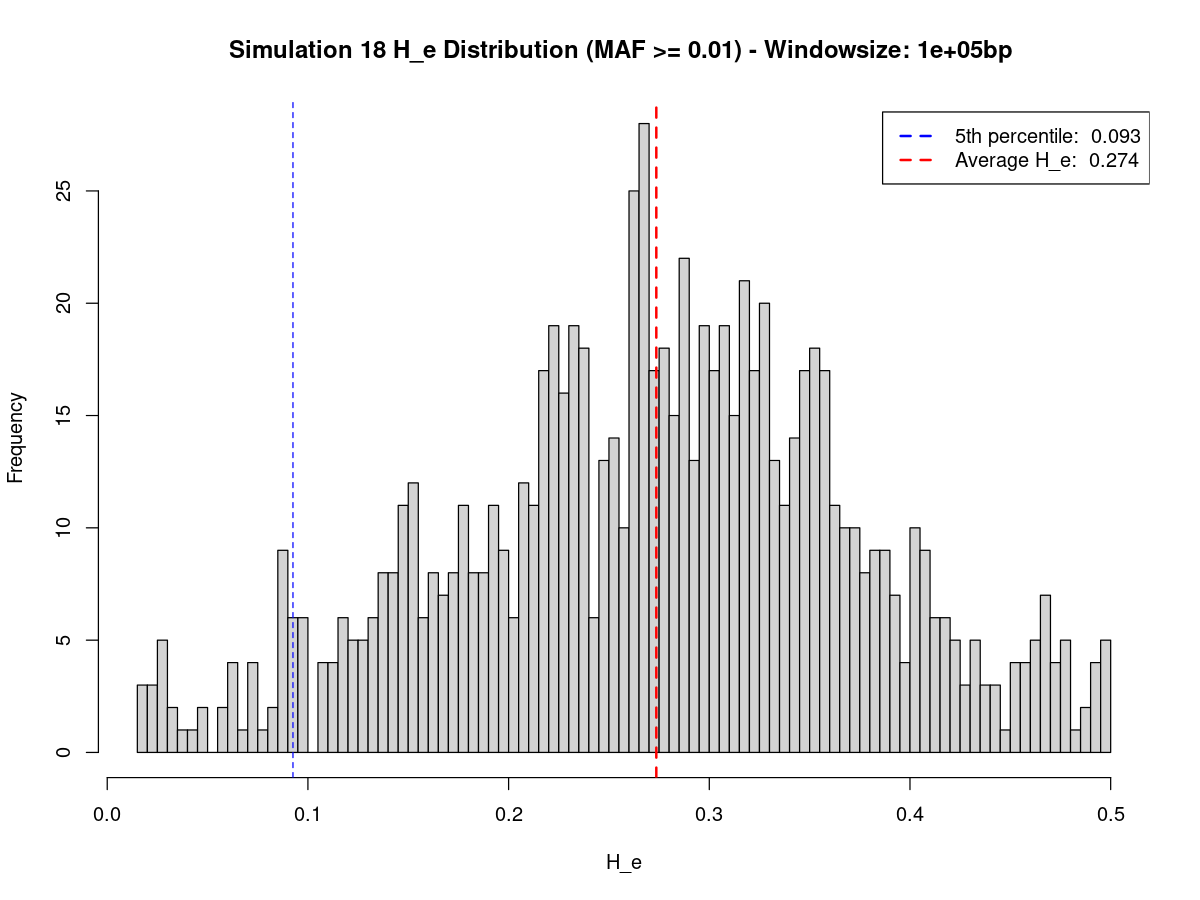 Simulation 18 H_e Distribution (MAF >= 0.01) - Windowsize: 1e+05bp
5th percentile:  0.093
Average H_e:  0.274
Frequency
25
20
15
10
5
0
0.0 0.1 0.2 0.3 0.4 0.5
H_e